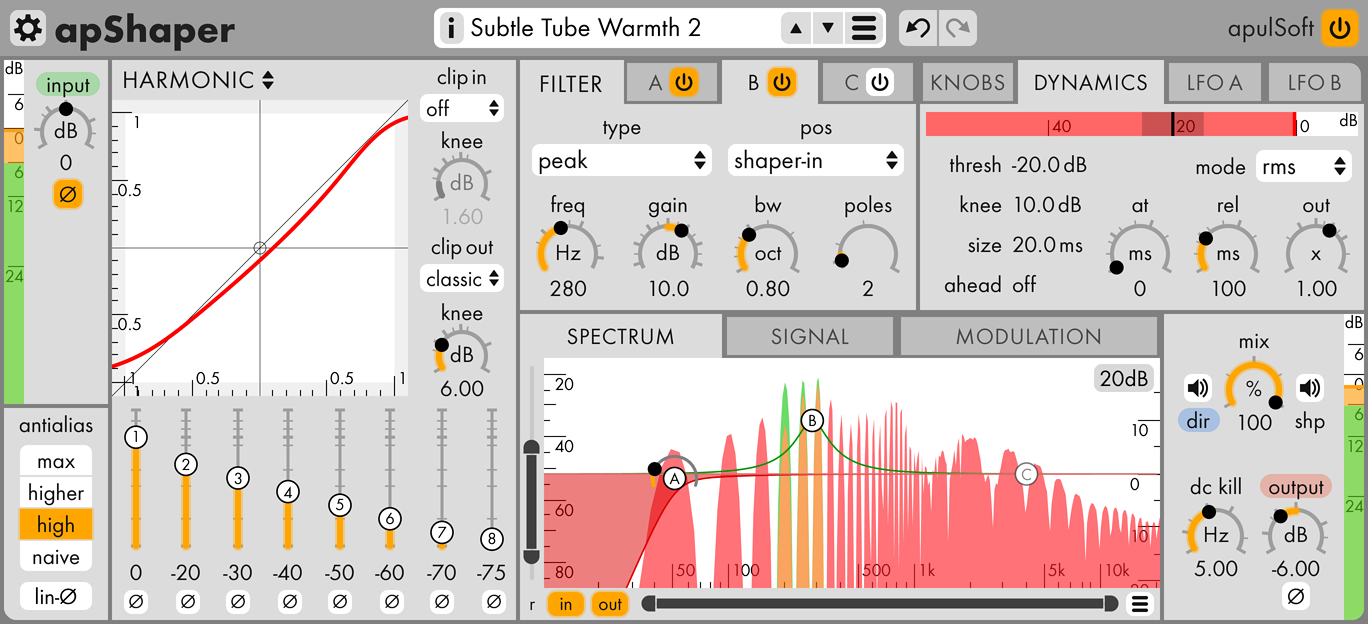 apShaper
i Subtle Tube Warmth 2
apulSoft
dB
6
0
6
12
24
input
dB
0
Ø
HARMONIC
1
0.5
0.5
1
0.5
0.5
1
clip in
off
knee
dB
1.60
clip out
classic
knee
dB
6.00
FILTER A B C
type pos
peak shaper-in
freq gain bw poles
Hz dB oct
280 10.0 0.80 2
KNOBS DYNAMICS LFO A LFO B
40 20 0 dB
thresh -20.0 dB
mode rms
knee 10.0 dB
at rel out
size 20.0 ms
ms ms x
ahead off
0 100 1.00
antialias
max
higher
high
naive
lin-Ø
1 2 3 4 5 6 7 8
0 -20 -30 -40 -50 -60 -70 -75
Ø Ø Ø Ø Ø Ø Ø Ø
SPECTRUM SIGNAL MODULATION
20 20dB
B
40 10
A C
0
60
10
80 50 100 500 1k 5k 10k
r in out
mix
%
dir 100 shp
dc kill output
Hz dB
5.00 -6.00
Ø
dB
6
0
6
12
24